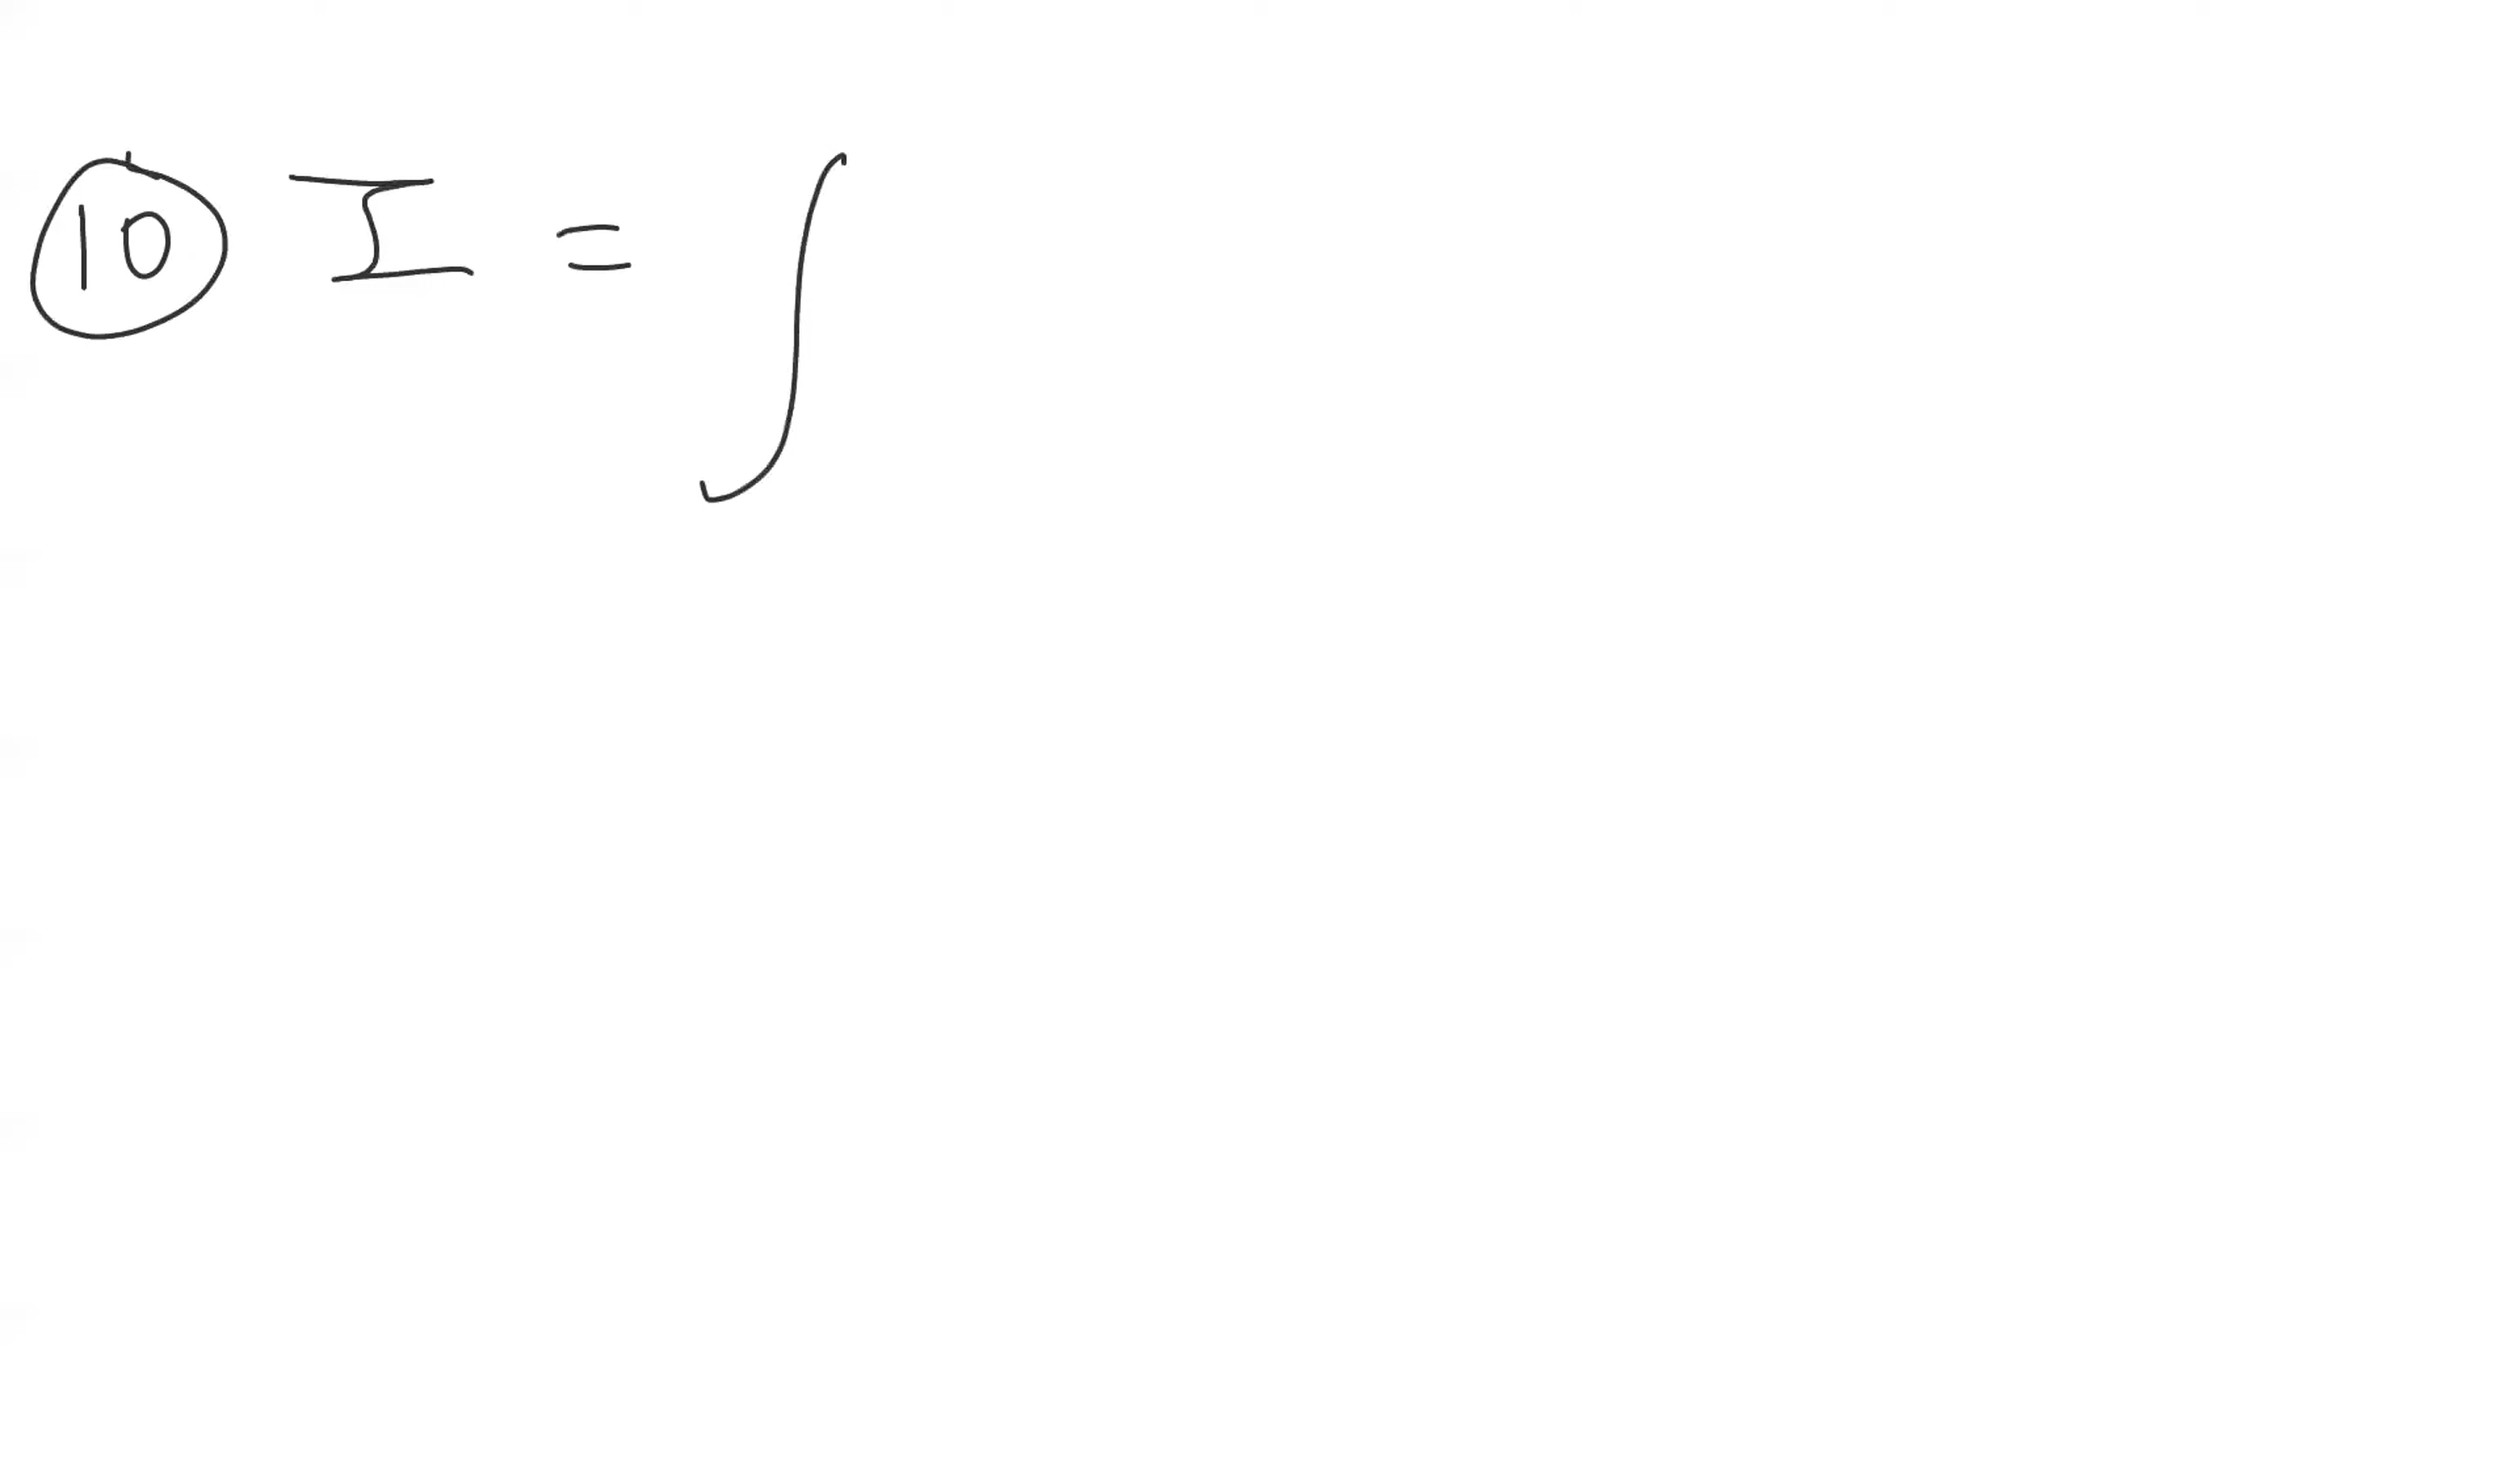 ⑩ I = ∫